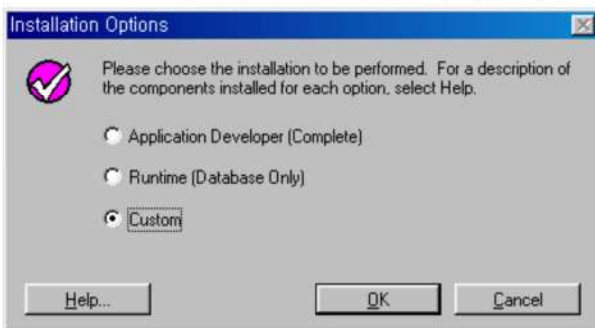 Installation Options
Please choose the installation to be performed. For a description of
the components installed for each option, select Help.
Application Developer (Complete)
Runtime (Database Only)
Custom
Help...
OK
Cancel